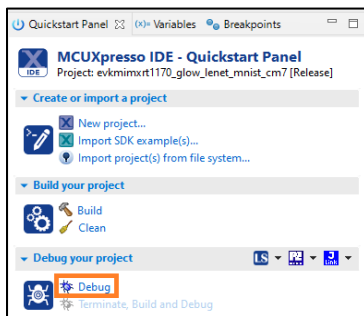 Quickstart Panel (x)= Variables Breakpoints
IDE
MCUXpresso IDE - Quickstart Panel
Project: evkmimxrt1170_glow_lenet_mnist_cm7 [Release]
Create or import a project
New project...
Import SDK example(s)...
Import project(s) from file system...
Build your project
Build
Clean
Debug your project LS Link
Debug
Terminate, Build and Debug